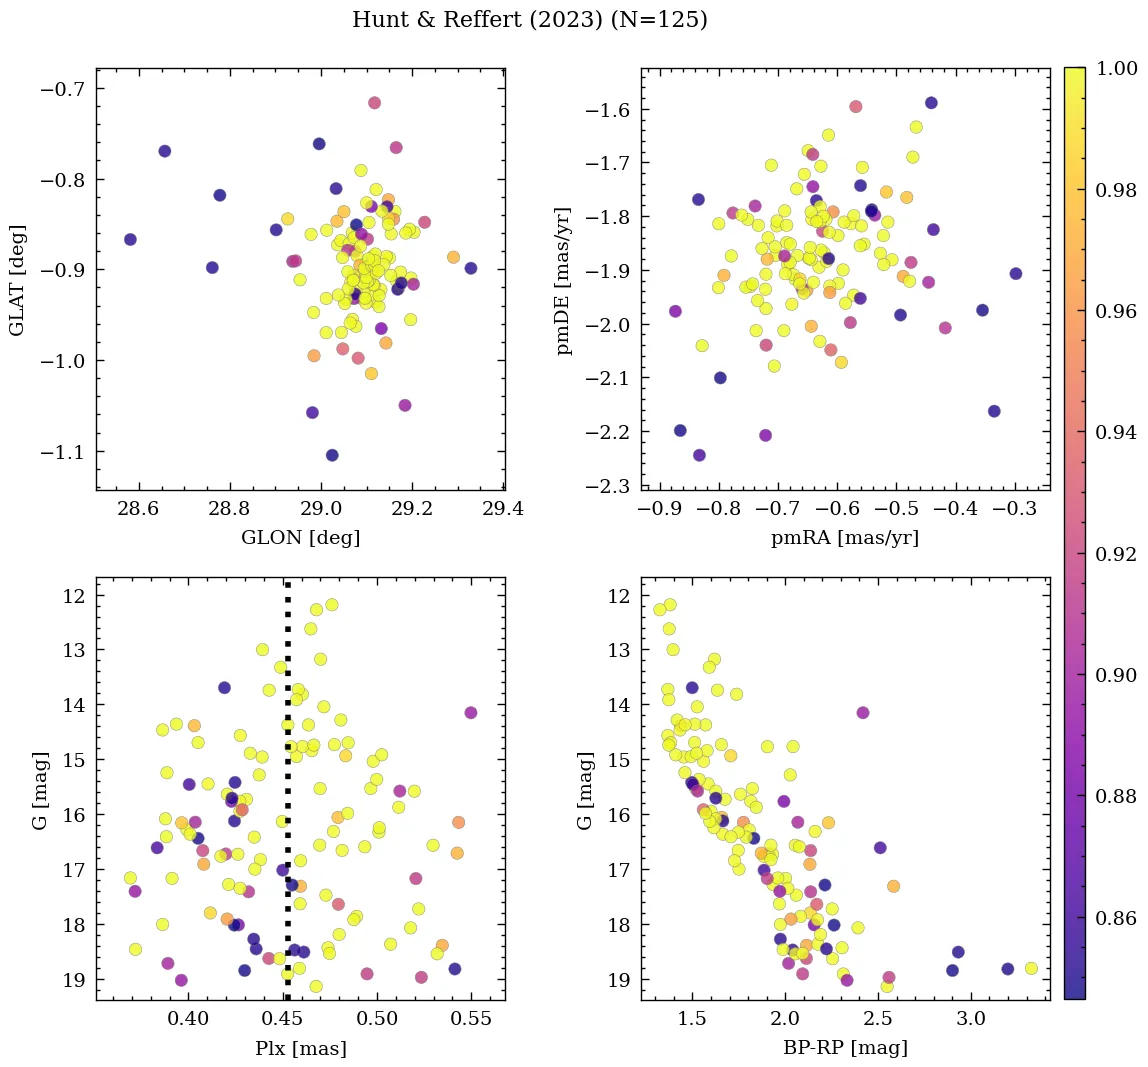 Hunt & Reffert (2023) (N=125)
−0.7
−0.8
−0.9
−1.0
−1.1
GLAT [deg]
28.6 28.8 29.0 29.2 29.4
GLON [deg]
−1.6
−1.7
−1.8
−1.9
−2.0
−2.1
−2.2
−2.3
pmDE [mas/yr]
−0.9 −0.8 −0.7 −0.6 −0.5 −0.4 −0.3
pmRA [mas/yr]
12
13
14
15
16
17
18
19
G [mag]
0.40 0.45 0.50 0.55
Plx [mas]
12
13
14
15
16
17
18
19
G [mag]
1.5 2.0 2.5 3.0
BP-RP [mag]
1.00
0.98
0.96
0.94
0.92
0.90
0.88
0.86